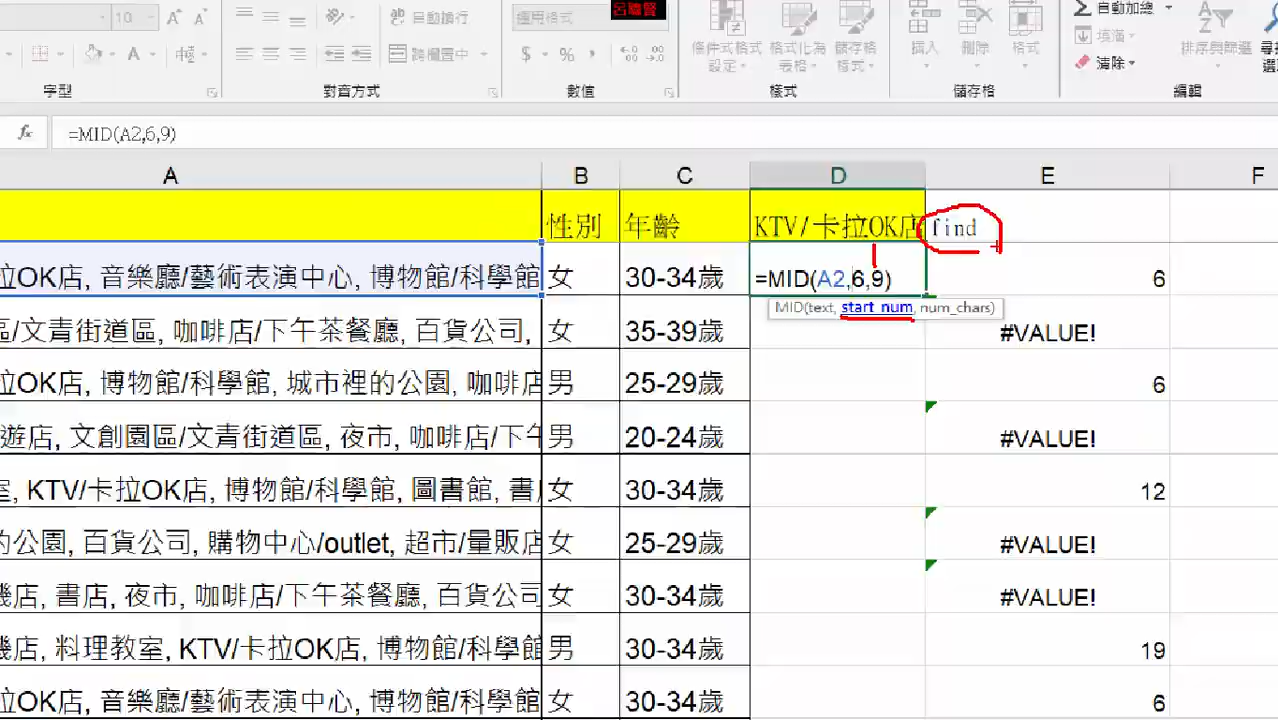 10
自動換行
通用格式
呂聰賢
自動加總
跨欄置中
$ % ,
條件式格式設定
格式化為表格
儲存格樣式
插入
刪除
格式
填滿
清除
排序與篩選
字型
對齊方式
數值
樣式
儲存格
編輯
fx =MID(A2,6,9)
A B C D E F
性別 年齡 KTV/卡拉OK店 find
拉OK店, 音樂廳/藝術表演中心, 博物館/科學館 女 30-34歲 =MID(A2,6,9) 6
MID(text, start_num, num_chars)
區/文青街道區, 咖啡店/下午茶餐廳, 百貨公司, 女 35-39歲 #VALUE!
拉OK店, 博物館/科學館, 城市裡的公園, 咖啡店 男 25-29歲 6
遊店, 文創園區/文青街道區, 夜市, 咖啡店/下午 男 20-24歲 #VALUE!
室, KTV/卡拉OK店, 博物館/科學館, 圖書館, 書店 女 30-34歲 12
的公園, 百貨公司, 購物中心/outlet, 超市/量販店 女 25-29歲 #VALUE!
機店, 書店, 夜市, 咖啡店/下午茶餐廳, 百貨公司 女 30-34歲 #VALUE!
機店, 料理教室, KTV/卡拉OK店, 博物館/科學館 男 30-34歲 19
拉OK店, 音樂廳/藝術表演中心, 博物館/科學館 女 30-34歲 6